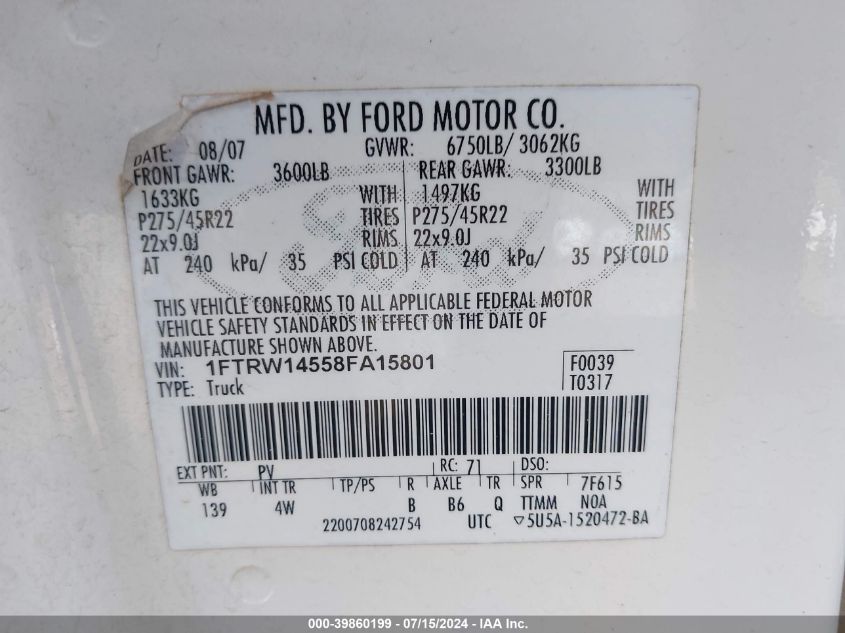 MFD. BY FORD MOTOR CO.
DATE: 08/07 GVWR: 6750LB/ 3062KG
FRONT GAWR: 3600LB REAR GAWR: 3300LB
1633KG WITH 1497KG WITH
P275/45R22 TIRES P275/45R22 TIRES
22x9.0J RIMS 22x9.0J RIMS
AT 240 kPa/ 35 PSI COLD AT 240 kPa/ 35 PSI COLD
THIS VEHICLE CONFORMS TO ALL APPLICABLE FEDERAL MOTOR
VEHICLE SAFETY STANDARDS IN EFFECT ON THE DATE OF
MANUFACTURE SHOWN ABOVE.
VIN: 1FTRW14558FA15801 F0039
TYPE: Truck T0317
EXT PNT: PV RC: 71 DSO:
WB INT TR TP/PS R AXLE TR SPR 7F615
139 4W B B6 Q TTMM NOA
2200708242754 UTC ▽5U5A-1520472-BA
000-39860199 - 07/15/2024 - IAA Inc.